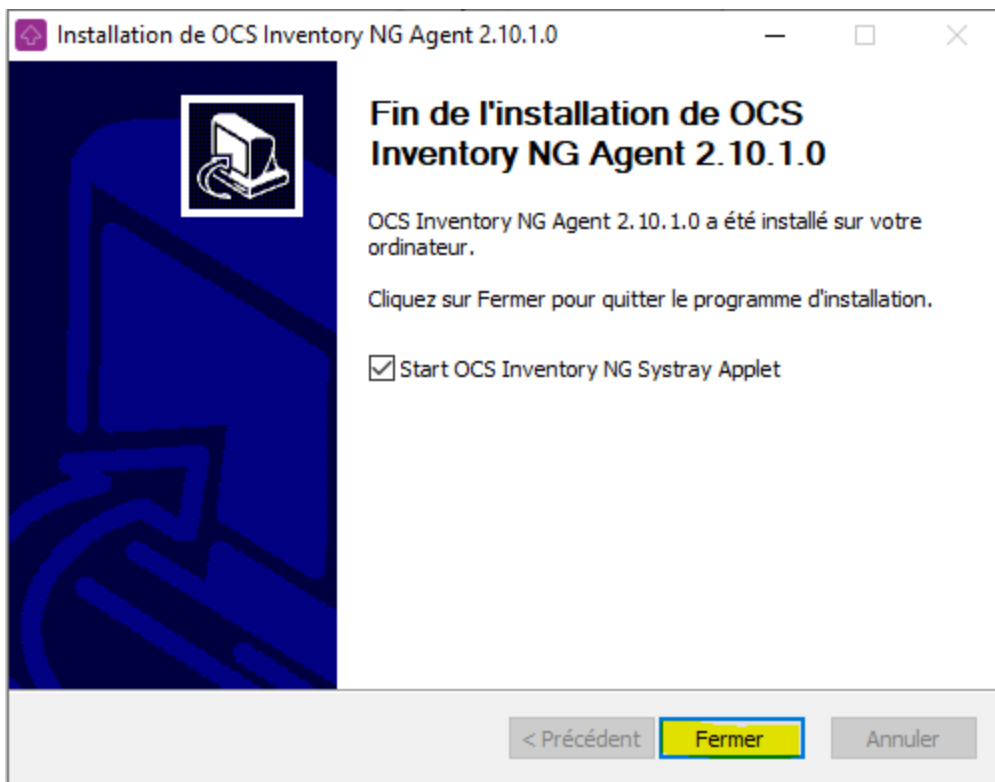 Installation de OCS Inventory NG Agent 2.10.1.0
Fin de l'installation de OCS
Inventory NG Agent 2.10.1.0
OCS Inventory NG Agent 2.10.1.0 a été installé sur votre
ordinateur.
Cliquez sur Fermer pour quitter le programme d'installation.
Start OCS Inventory NG Systray Applet
< Précédent
Fermer
Annuler